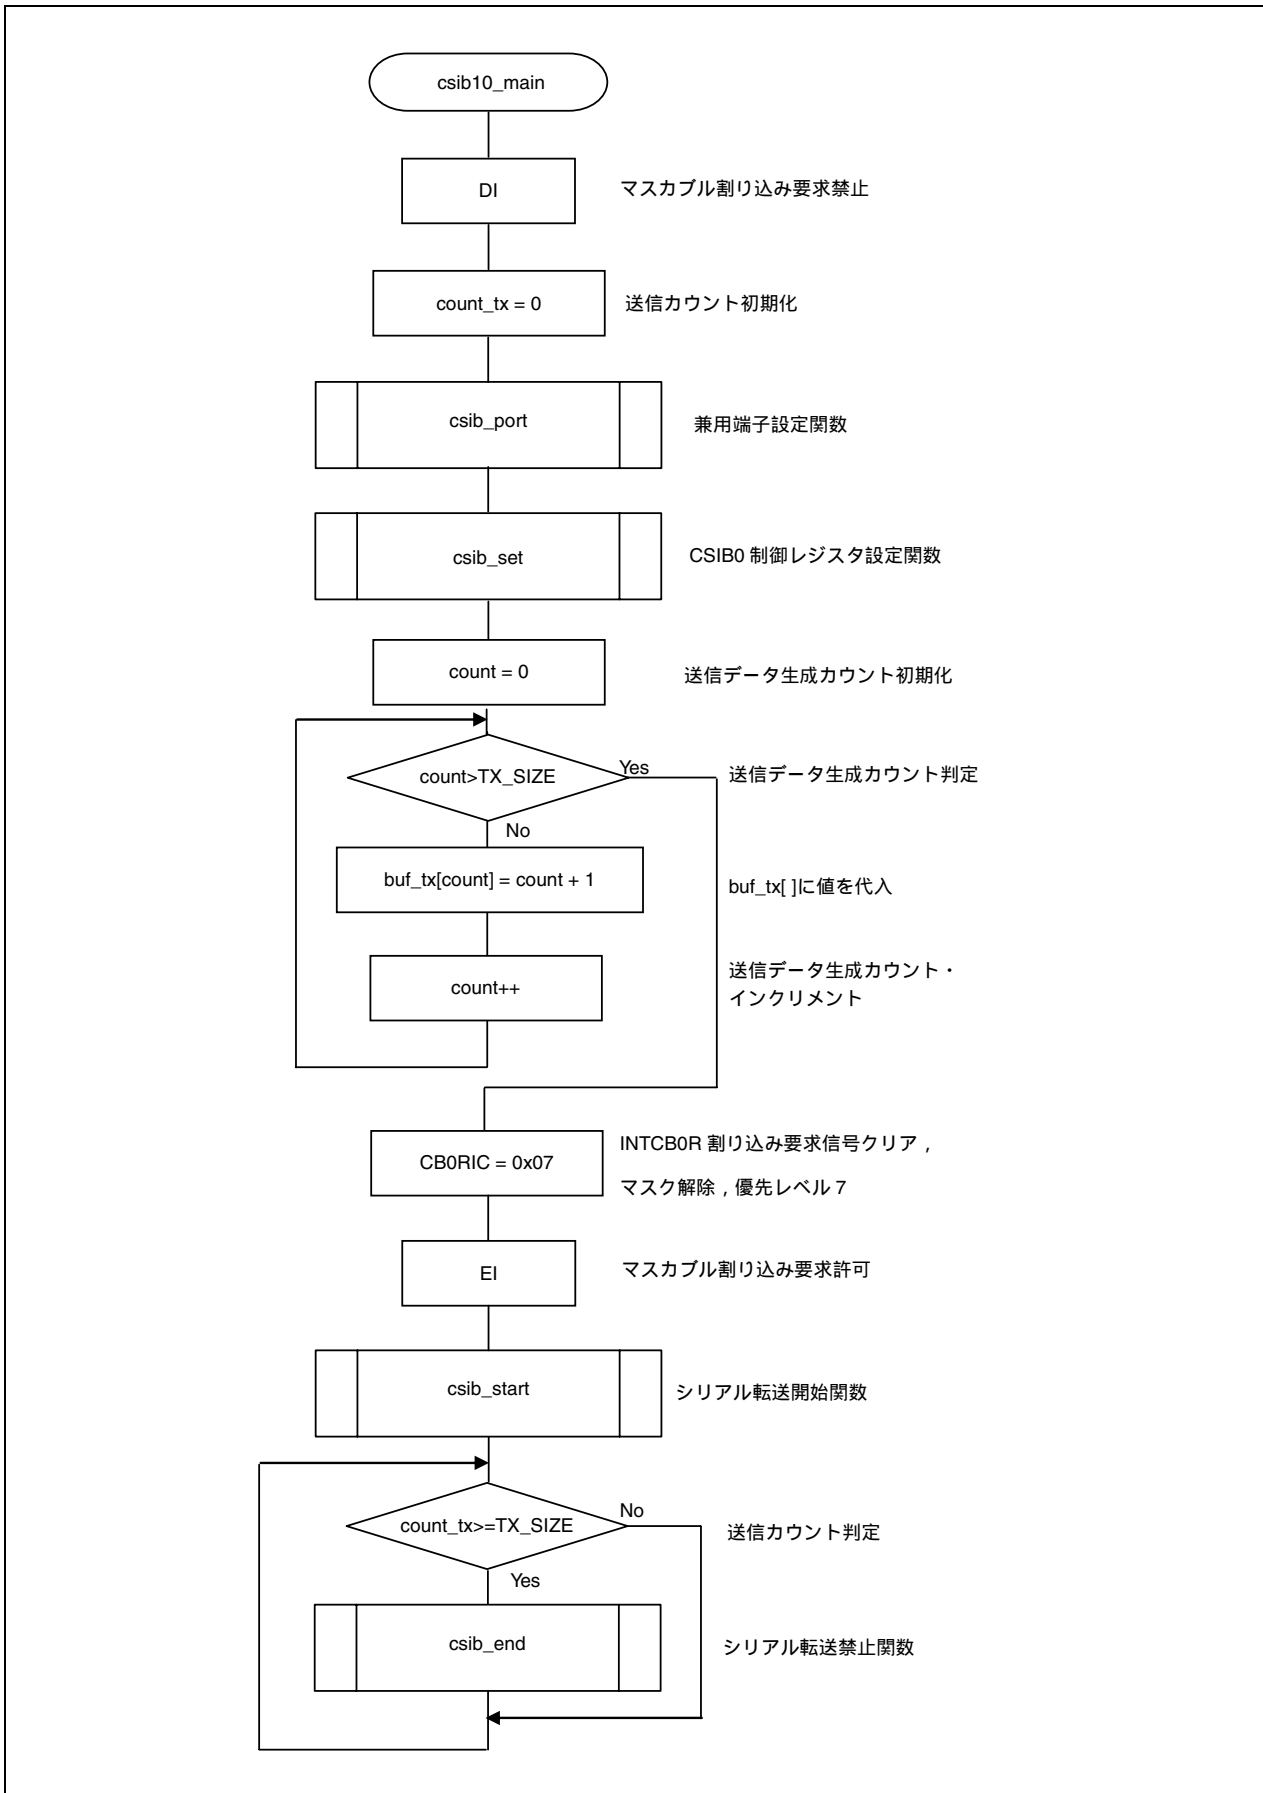 csib10_main
DI
マスカブル割り込み要求禁止
count_tx = 0
送信カウント初期化
csib_port
兼用端子設定関数
csib_set
CSIB0 制御レジスタ設定関数
count = 0
送信データ生成カウント初期化
count>TX_SIZE
Yes
送信データ生成カウント判定
No
buf_tx[count] = count + 1
buf_tx[ ]に値を代入
count++
送信データ生成カウント・
インクリメント
CB0RIC = 0x07
INTCB0R 割り込み要求信号クリア，
マスク解除，優先レベル 7
EI
マスカブル割り込み要求許可
csib_start
シリアル転送開始関数
count_tx>=TX_SIZE
No
送信カウント判定
Yes
csib_end
シリアル転送禁止関数